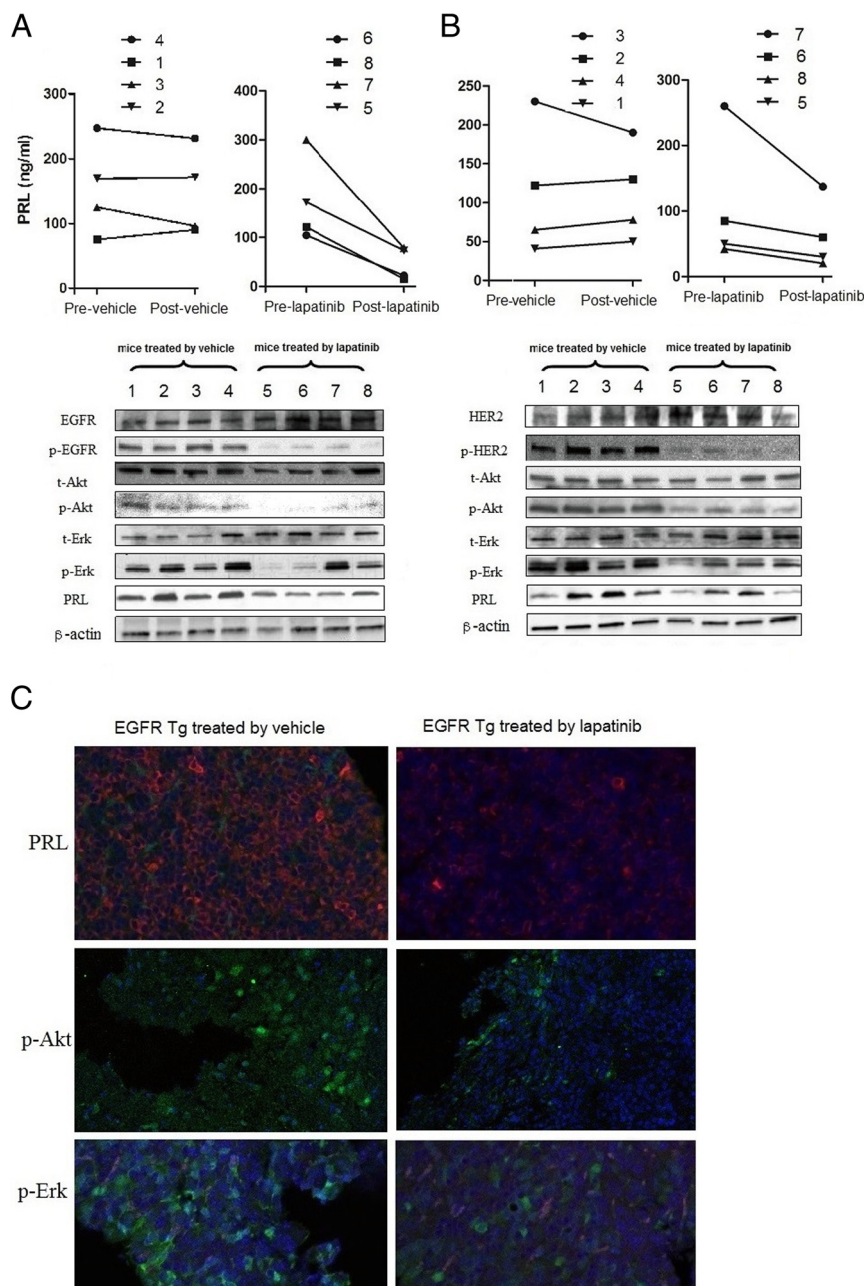 A
4
1
3
2
6
8
7
5
PRL (ng/ml)
300
200
100
0
Pre-vehicle Post-vehicle
400
300
200
100
0
Pre-lapatinib Post-lapatinib
B
3
2
4
1
7
6
8
5
250
200
150
100
50
0
Pre-vehicle Post-vehicle
300
200
100
0
Pre-lapatinib Post-lapatinib
mice treated by vehicle mice treated by lapatinib
1 2 3 4 5 6 7 8
EGFR
p-EGFR
t-Akt
p-Akt
t-Erk
p-Erk
PRL
β-actin
mice treated by vehicle mice treated by lapatinib
1 2 3 4 5 6 7 8
HER2
p-HER2
t-Akt
p-Akt
t-Erk
p-Erk
PRL
β-actin
C
EGFR Tg treated by vehicle EGFR Tg treated by lapatinib
PRL
p-Akt
p-Erk